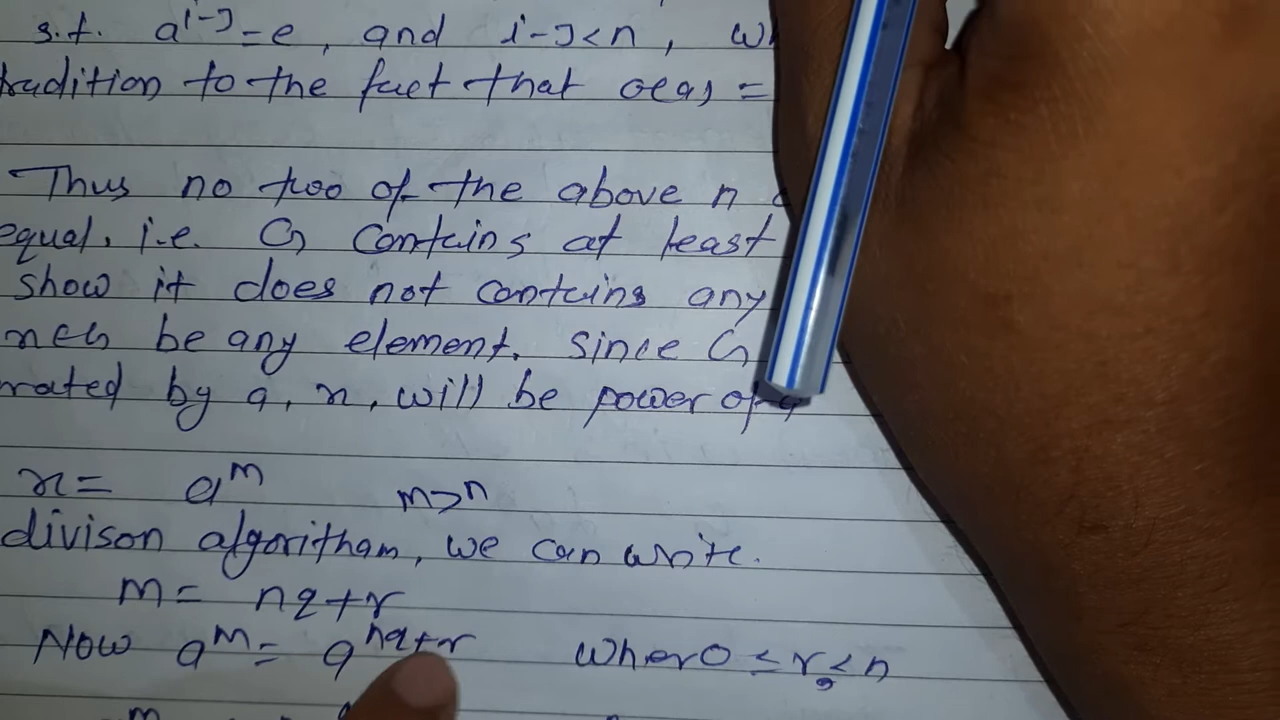 s.t. a^{i-j}=e, and i-j<n,
tradition to the fact that o(a) =
Thus no two of the above n
equal, i.e. G contains at least
show it does not contains any
x∈G be any element. Since G
rated by a, x, will be power of a
x= a^m m>n
divison algoritham, we can write.
m= nq+r
Now a^m= a^{nq+r} Where 0 ≤ r < n